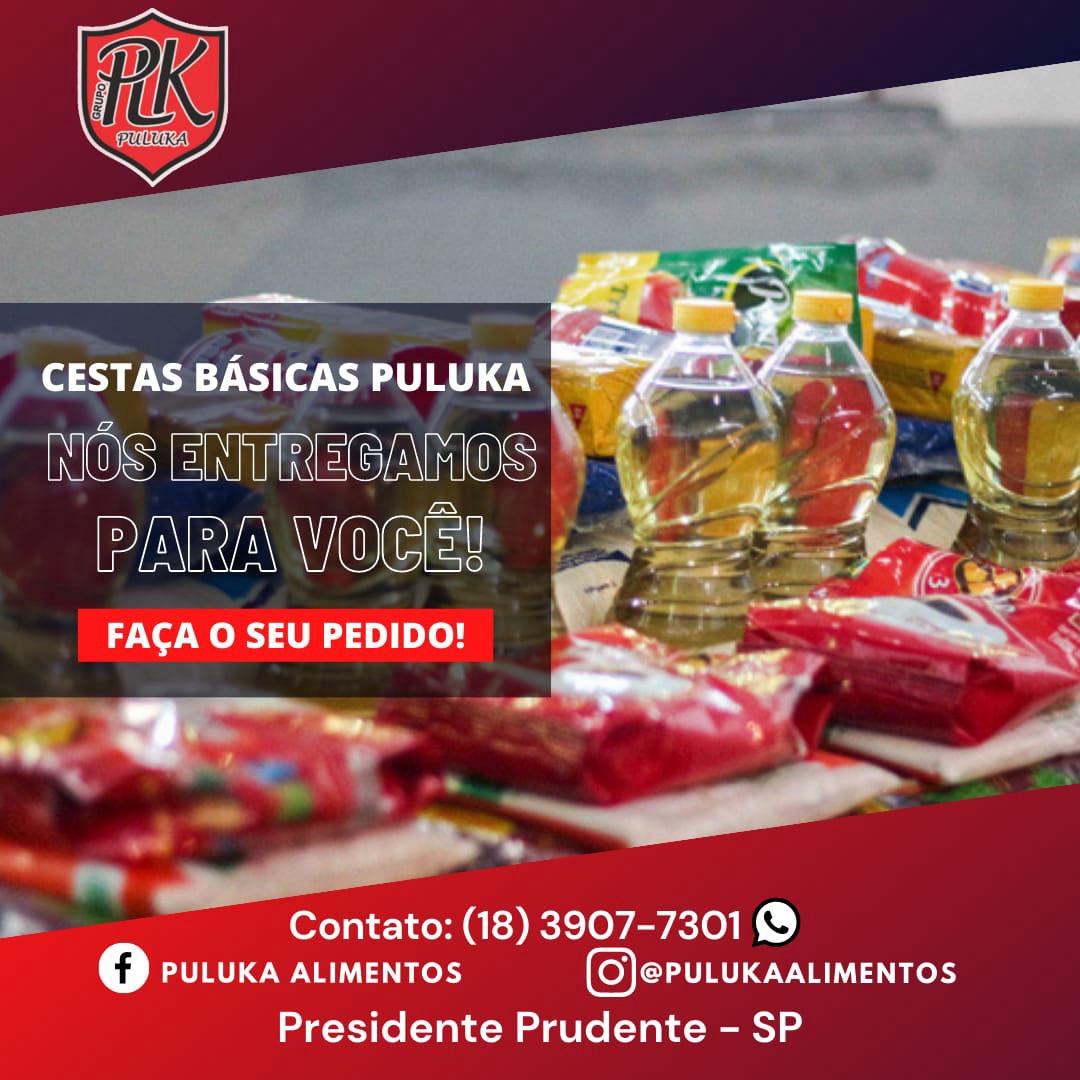 GRUPO
PLK
PULUKA
CESTAS BÁSICAS PULUKA
NÓS ENTREGAMOS
PARA VOCÊ!
FAÇA O SEU PEDIDO!
3
Contato: (18) 3907-7301
PULUKA ALIMENTOS
@PULUKAALIMENTOS
Presidente Prudente - SP